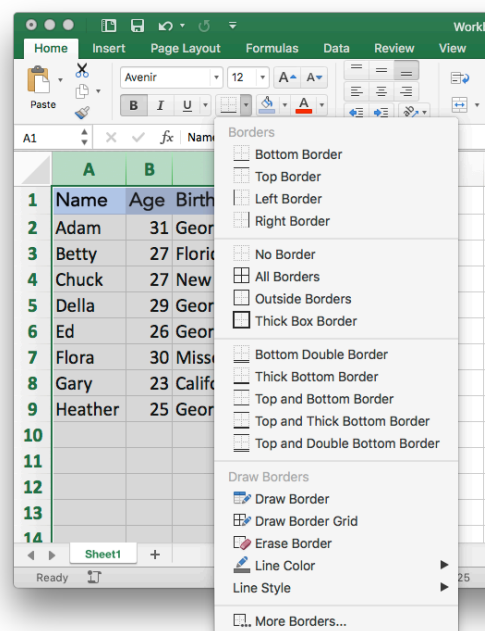 Workl
Home Insert Page Layout Formulas Data Review View
Paste
Avenir 12 A A
B I U A
A1 fx Name
A B
1 Name Age Birth
2 Adam 31 Geor
3 Betty 27 Florid
4 Chuck 27 New
5 Della 29 Geor
6 Ed 26 Geor
7 Flora 30 Misso
8 Gary 23 Califo
9 Heather 25 Geor
10
11
12
13
14
Sheet1 +
Ready
Borders
Bottom Border
Top Border
Left Border
Right Border
No Border
All Borders
Outside Borders
Thick Box Border
Bottom Double Border
Thick Bottom Border
Top and Bottom Border
Top and Thick Bottom Border
Top and Double Bottom Border
Draw Borders
Draw Border
Draw Border Grid
Erase Border
Line Color
Line Style
More Borders...
25